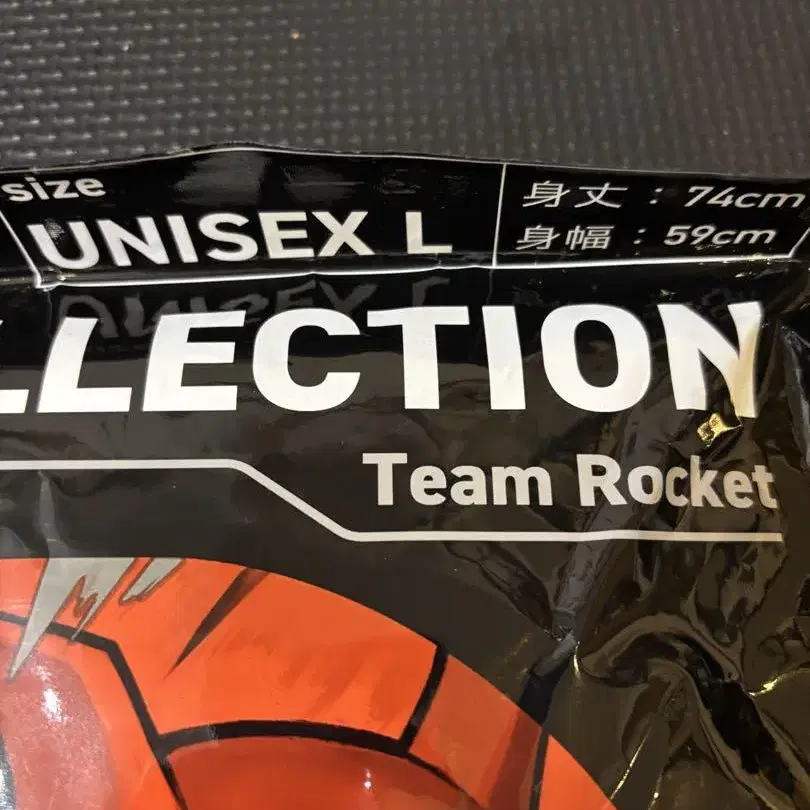 size
UNISEX L
身丈 : 74cm
身幅 : 59cm
LLECTION
Team Rocket